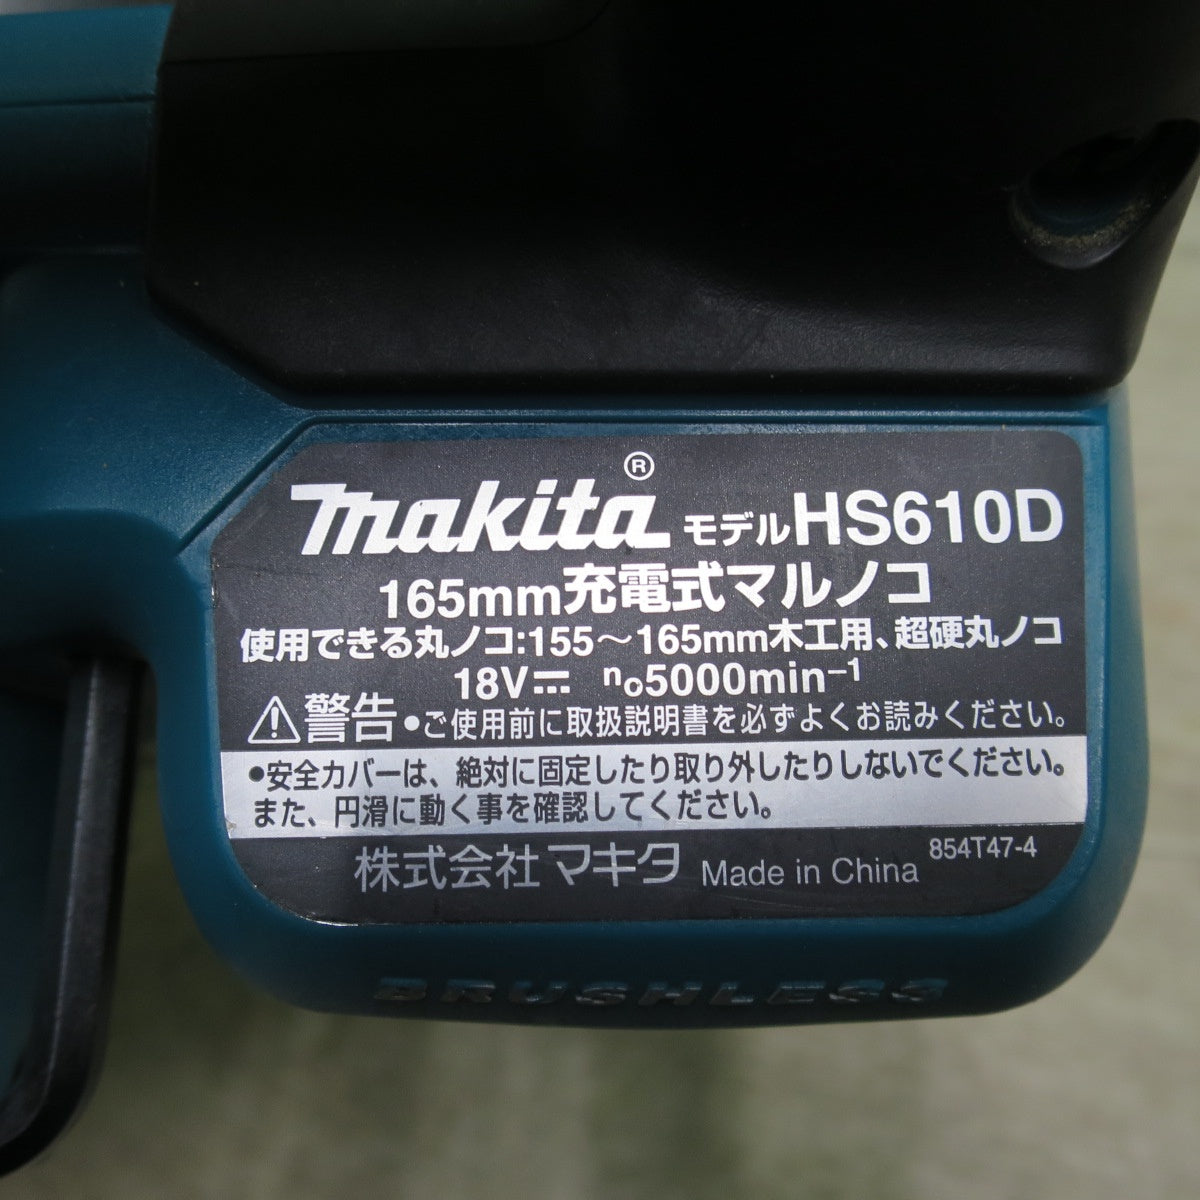 makita® モデルHS610D
165mm充電式マルノコ
使用できる丸ノコ:155～165mm木工用、超硬丸ノコ
18V⎓ n₀5000min⁻¹
⚠警告 •ご使用前に取扱説明書を必ずよくお読みください。
•安全カバーは、絶対に固定したり取り外したりしないでください。
また、円滑に動く事を確認してください。
株式会社マキタ Made in China 854T47-4
BRUSHLESS